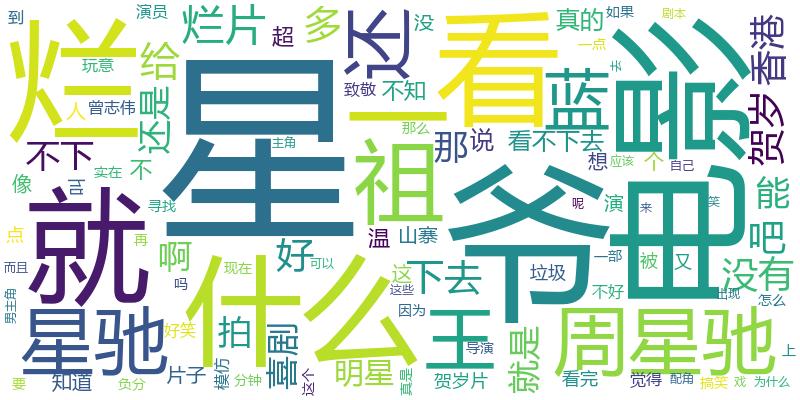 到
演员
烂片
多
还
没
看
真的
如果
剧本
香港
超
一点
去
玩意
给
致敬
不知
蓝
电影
烂
星
一
人
曾志伟
还是
那么
贺岁
不下
主角
那
说
看不下去
想
应该
个
自己
不
实在
像
出
祖
爷
演
来
笑
能
寻找
就
呢
点
再
啊
好
温
山寨
吧
而且
吗
现在
可以
这
下去
垃圾
一部
被
又
没有
男主角
什么
这些
不好
出现
怎么
星驰
好笑
拍
因为
王
就是
周星驰
喜剧
导演
上
要
知道
负分
片子
模仿
分钟
这个
明星
真是
贺岁片
看完
觉得
配角
搞笑
戏
为什么